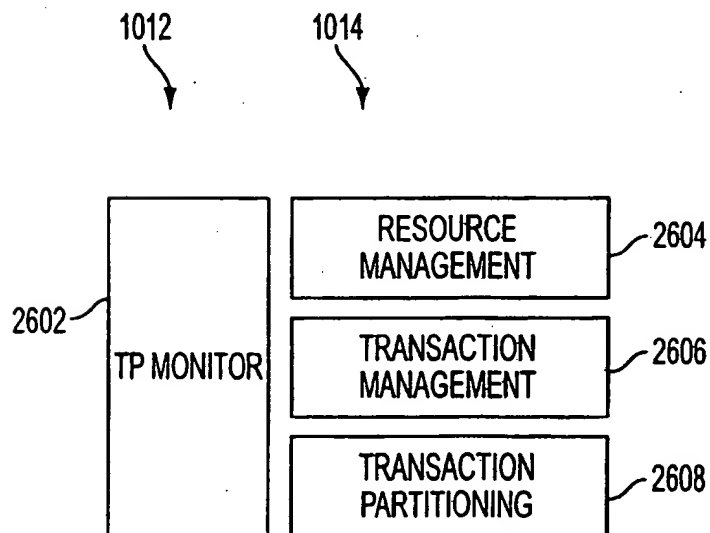 1012
1014
RESOURCE
MANAGEMENT
2604
2602
TP MONITOR
TRANSACTION
MANAGEMENT
2606
TRANSACTION
PARTITIONING
2608